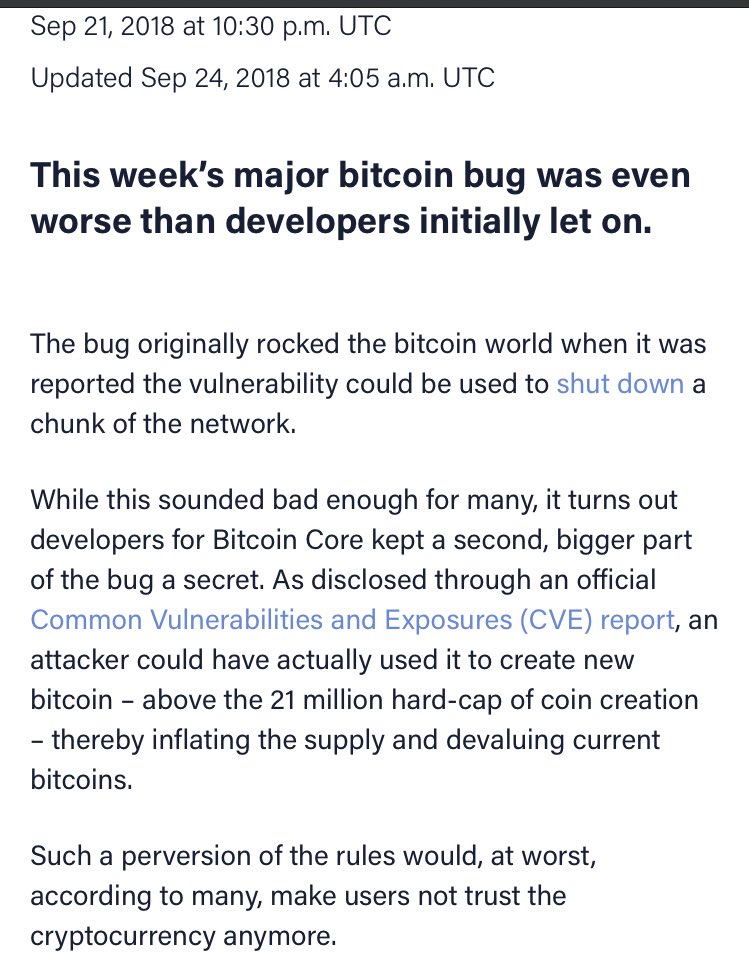 Sep 21, 2018 at 10:30 p.m. UTC
Updated Sep 24, 2018 at 4:05 a.m. UTC
This week’s major bitcoin bug was even
worse than developers initially let on.
The bug originally rocked the bitcoin world when it was
reported the vulnerability could be used to shut down a
chunk of the network.
While this sounded bad enough for many, it turns out
developers for Bitcoin Core kept a second, bigger part
of the bug a secret. As disclosed through an official
Common Vulnerabilities and Exposures (CVE) report, an
attacker could have actually used it to create new
bitcoin – above the 21 million hard-cap of coin creation
– thereby inflating the supply and devaluing current
bitcoins.
Such a perversion of the rules would, at worst,
according to many, make users not trust the
cryptocurrency anymore.